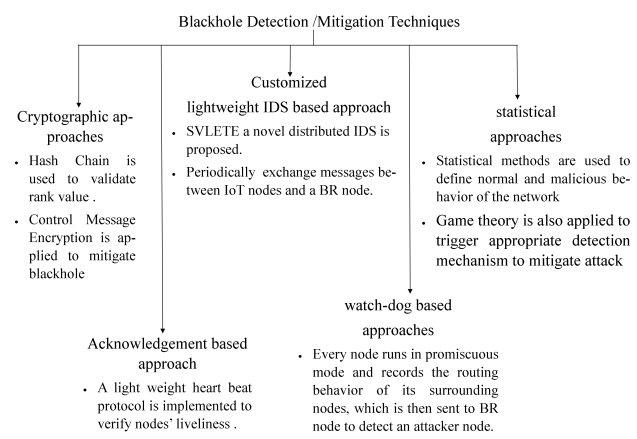 Blackhole Detection /Mitigation Techniques
Cryptographic ap-
proaches
• Hash Chain is
used to validate
rank value .
• Control Message
Encryption is ap-
plied to mitigate
blackhole
Acknowledgement based
approach
• A light weight heart beat
protocol is implemented to
verify nodes' liveliness .
Customized
lightweight IDS based approach
• SVLETE a novel distributed IDS is
proposed.
• Periodically exchange messages be-
tween IoT nodes and a BR node.
watch-dog based
approaches
• Every node runs in promiscuous
mode and records the routing
behavior of its surrounding
nodes, which is then sent to BR
node to detect an attacker node.
statistical
approaches
• Statistical methods are used to
define normal and malicious be-
havior of the network
• Game theory is also applied to
trigger appropriate detection
mechanism to mitigate attack